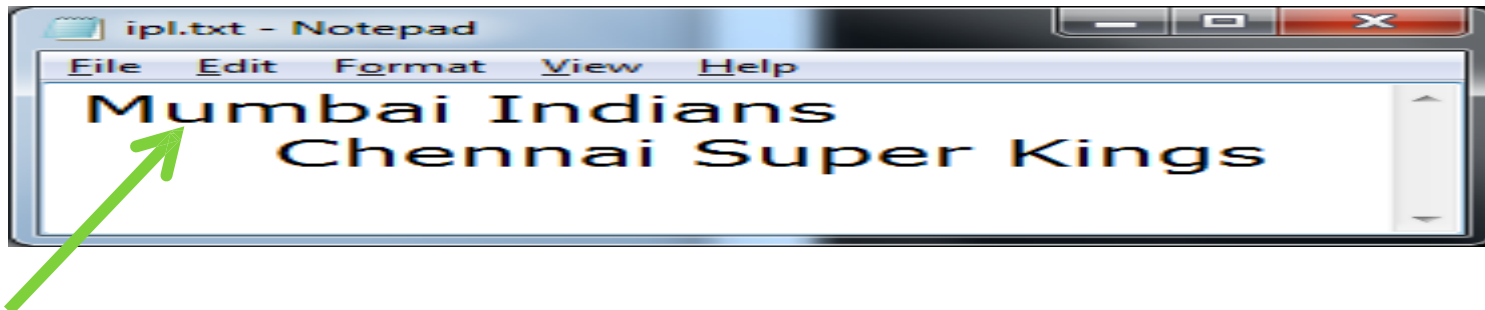 ipl.txt - Notepad
File Edit Format View Help
Mumbai Indians
Chennai Super Kings